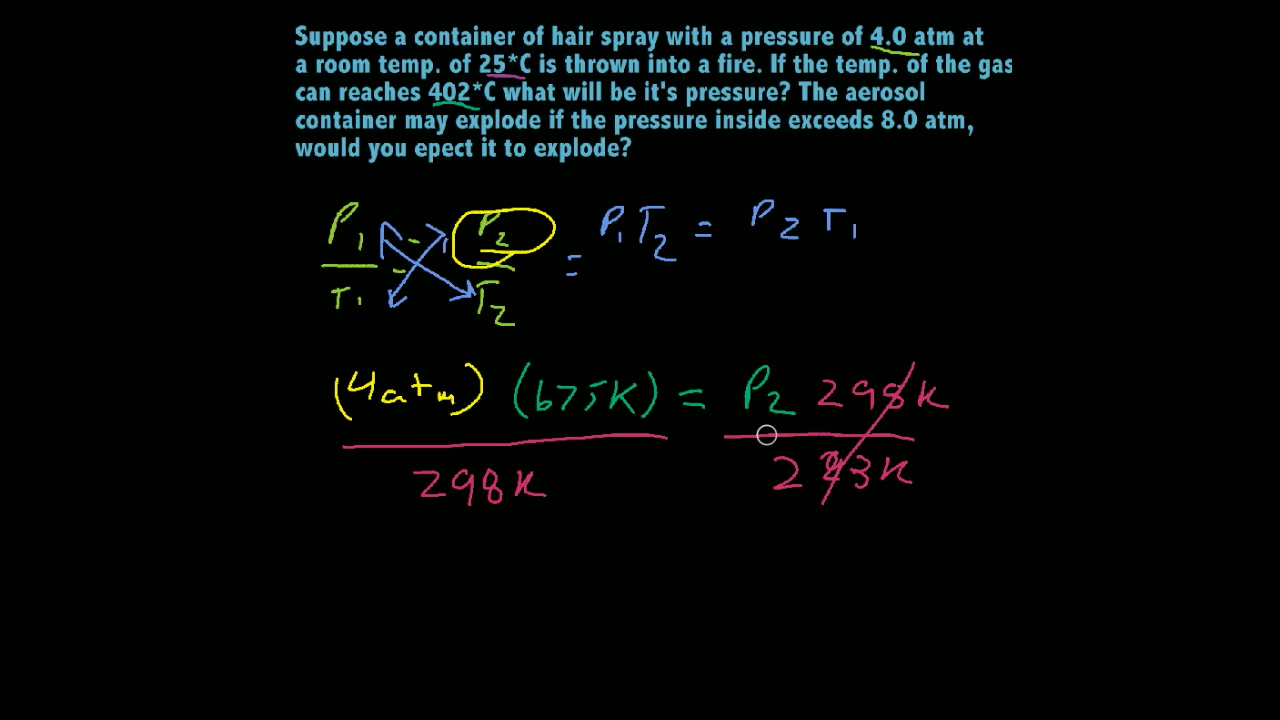 Suppose a container of hair spray with a pressure of 4.0 atm at
a room temp. of 25*C is thrown into a fire. If the temp. of the gas
can reaches 402*C what will be it's pressure? The aerosol
container may explode if the pressure inside exceeds 8.0 atm,
would you epect it to explode?
P1 = P2 = P1T2 = P2 T1
T1 T2
(4atm) (675K) = P2 298K
298K 293K